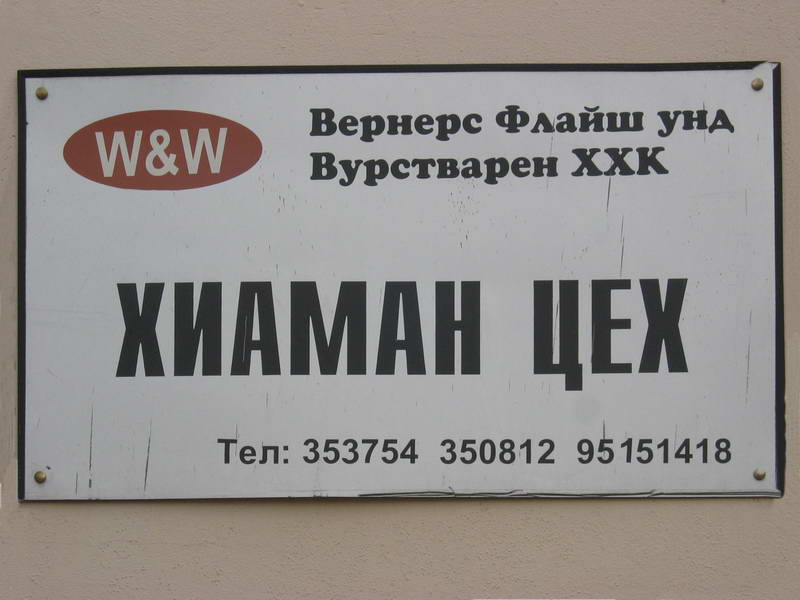 W&W
Вернерс Флайш унд
Вурстварен ХХК
ХИАМАН ЦЕХ
Тел: 353754 350812 95151418